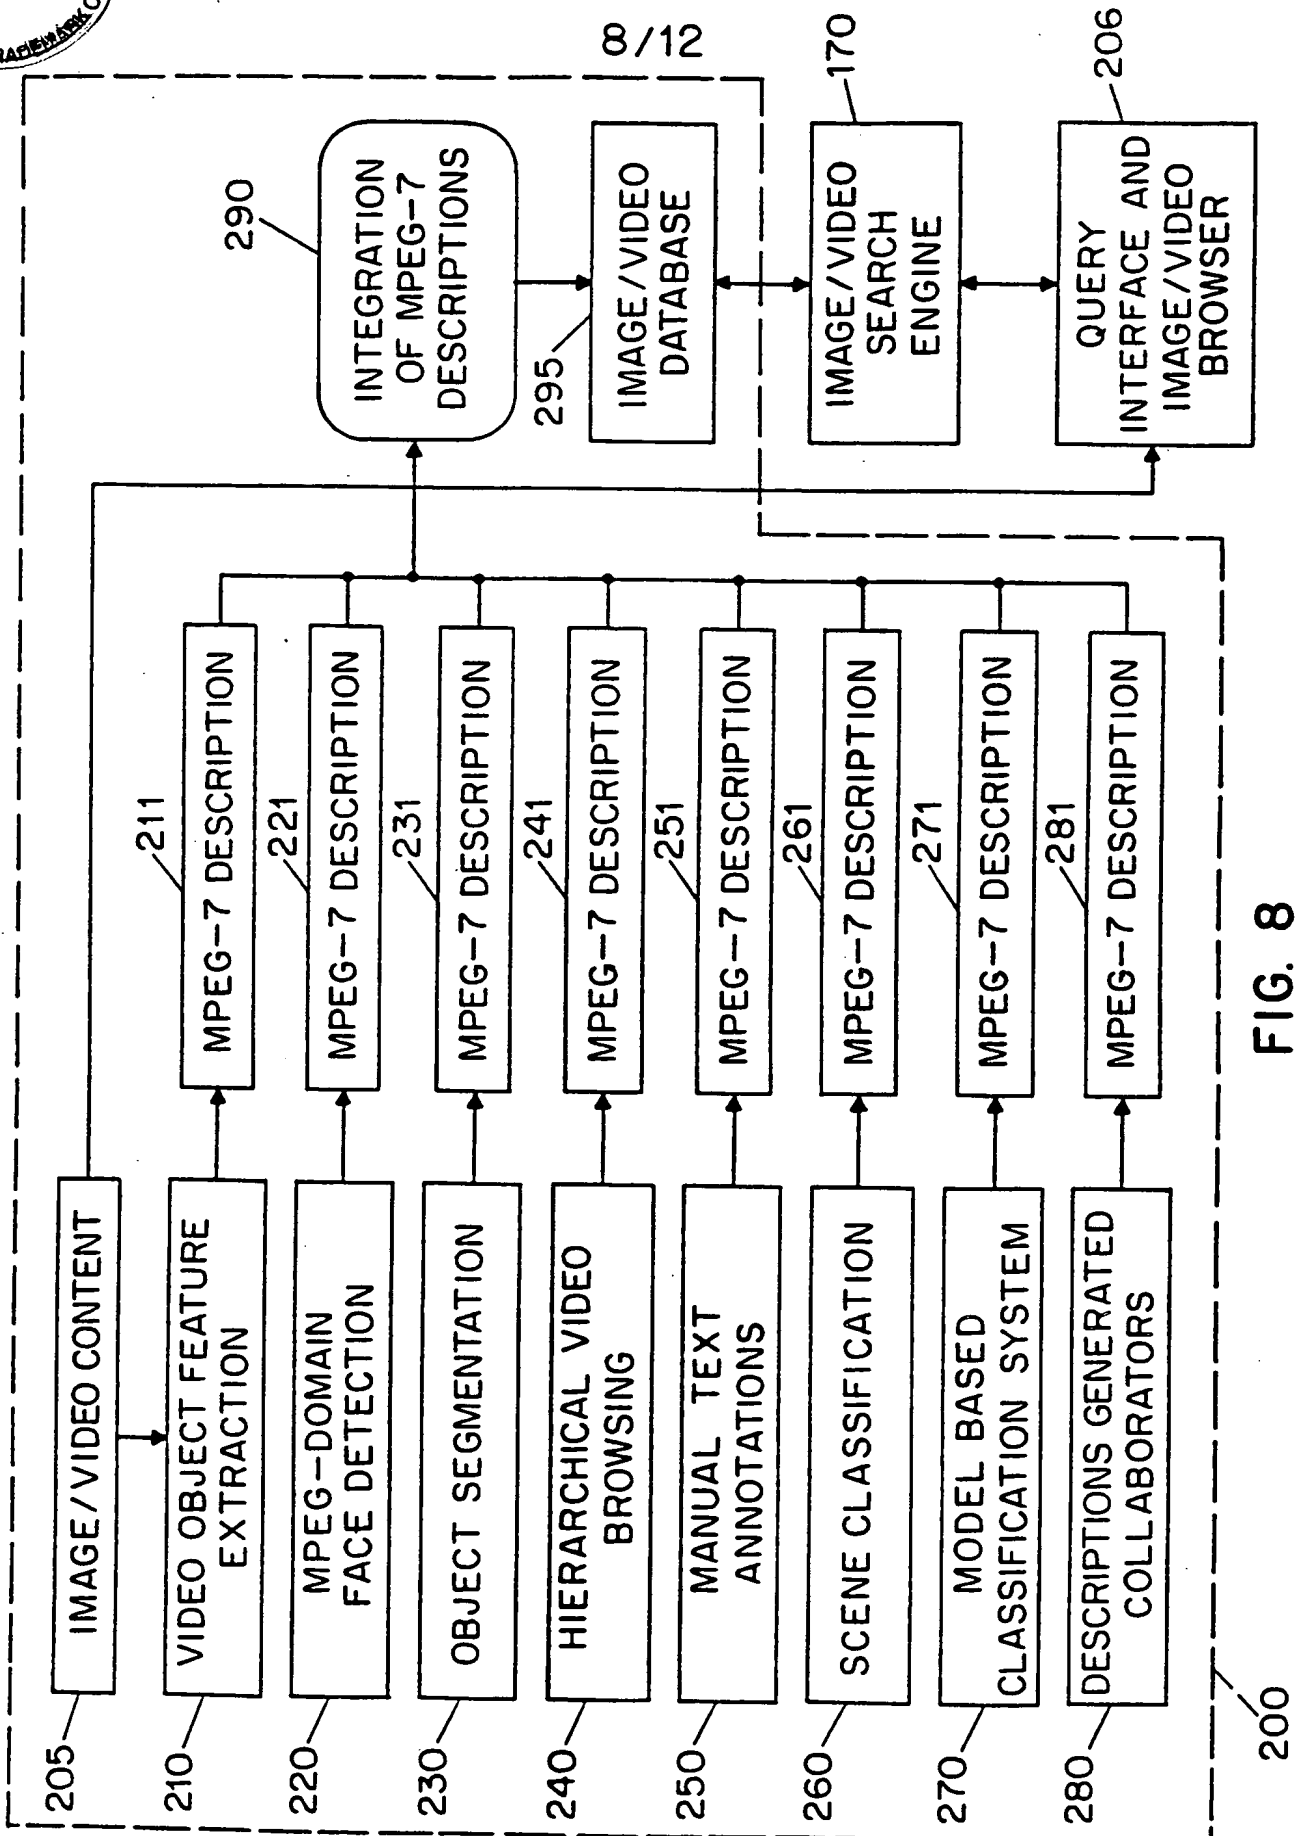 8/12
205
IMAGE/VIDEO CONTENT
210
VIDEO OBJECT FEATURE
EXTRACTION
211
MPEG-7 DESCRIPTION
220
MPEG-DOMAIN
FACE DETECTION
221
MPEG-7 DESCRIPTION
230
OBJECT SEGMENTATION
231
MPEG-7 DESCRIPTION
240
HIERARCHICAL VIDEO
BROWSING
241
MPEG-7 DESCRIPTION
250
MANUAL TEXT
ANNOTATIONS
251
MPEG-7 DESCRIPTION
260
SCENE CLASSIFICATION
261
MPEG-7 DESCRIPTION
270
MODEL BASED
CLASSIFICATION SYSTEM
271
MPEG-7 DESCRIPTION
280
DESCRIPTIONS GENERATED
COLLABORATORS
281
MPEG-7 DESCRIPTION
290
INTEGRATION
OF MPEG-7
DESCRIPTIONS
295
IMAGE/VIDEO
DATABASE
170
IMAGE/VIDEO
SEARCH
ENGINE
206
QUERY
INTERFACE AND
IMAGE/VIDEO
BROWSER
200
FIG. 8